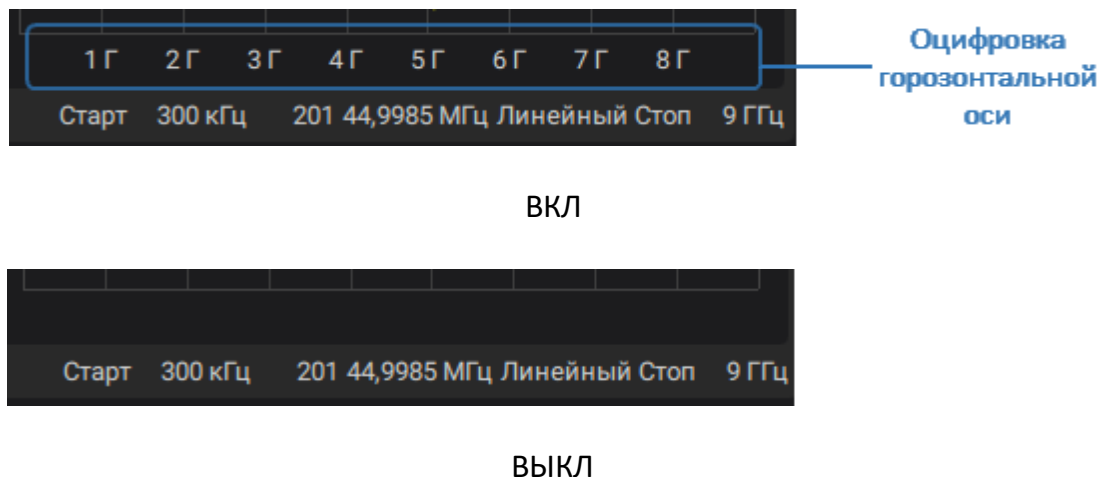 1 Г 2 Г 3 Г 4 Г 5 Г 6 Г 7 Г 8 Г
Старт 300 кГц 201 44,9985 МГц Линейный Стоп 9 ГГц
Оцифровка
горозонтальной
оси
ВКЛ
Старт 300 кГц 201 44,9985 МГц Линейный Стоп 9 ГГц
ВЫКЛ